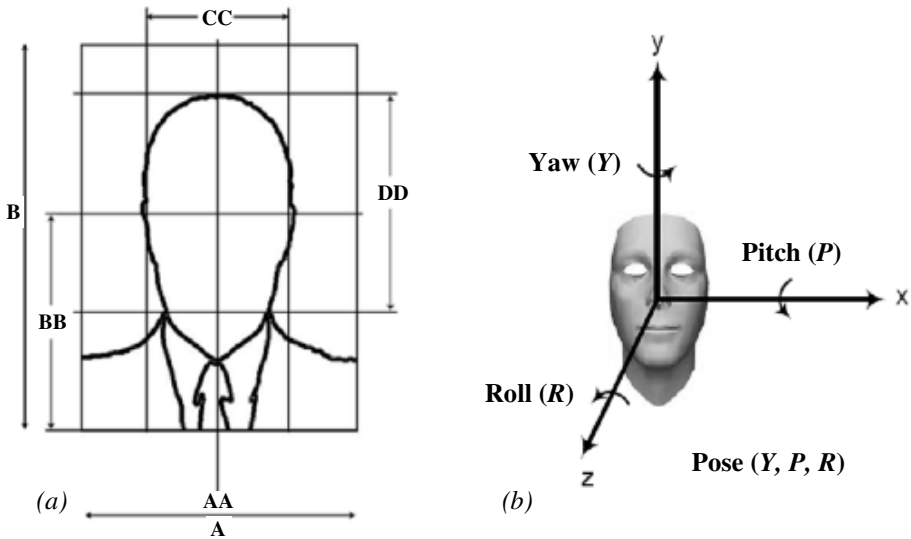 CC
B
DD
BB
AA
A
(a)
y
Yaw (Y)
Pitch (P)
x
Roll (R)
z
Pose (Y, P, R)
(b)